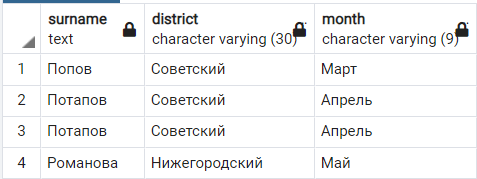 surname district month
text character varying (30) character varying (9)
1 Попов Советский Март
2 Потапов Советский Апрель
3 Потапов Советский Апрель
4 Романова Нижегородский Май